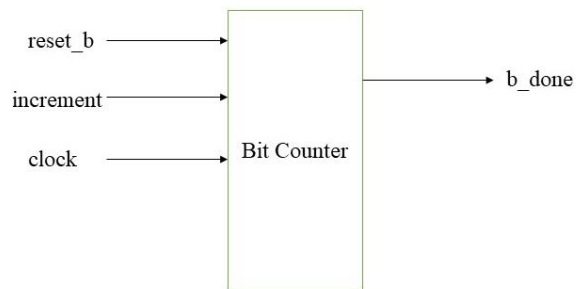 reset_b
increment
clock
Bit Counter
b_done